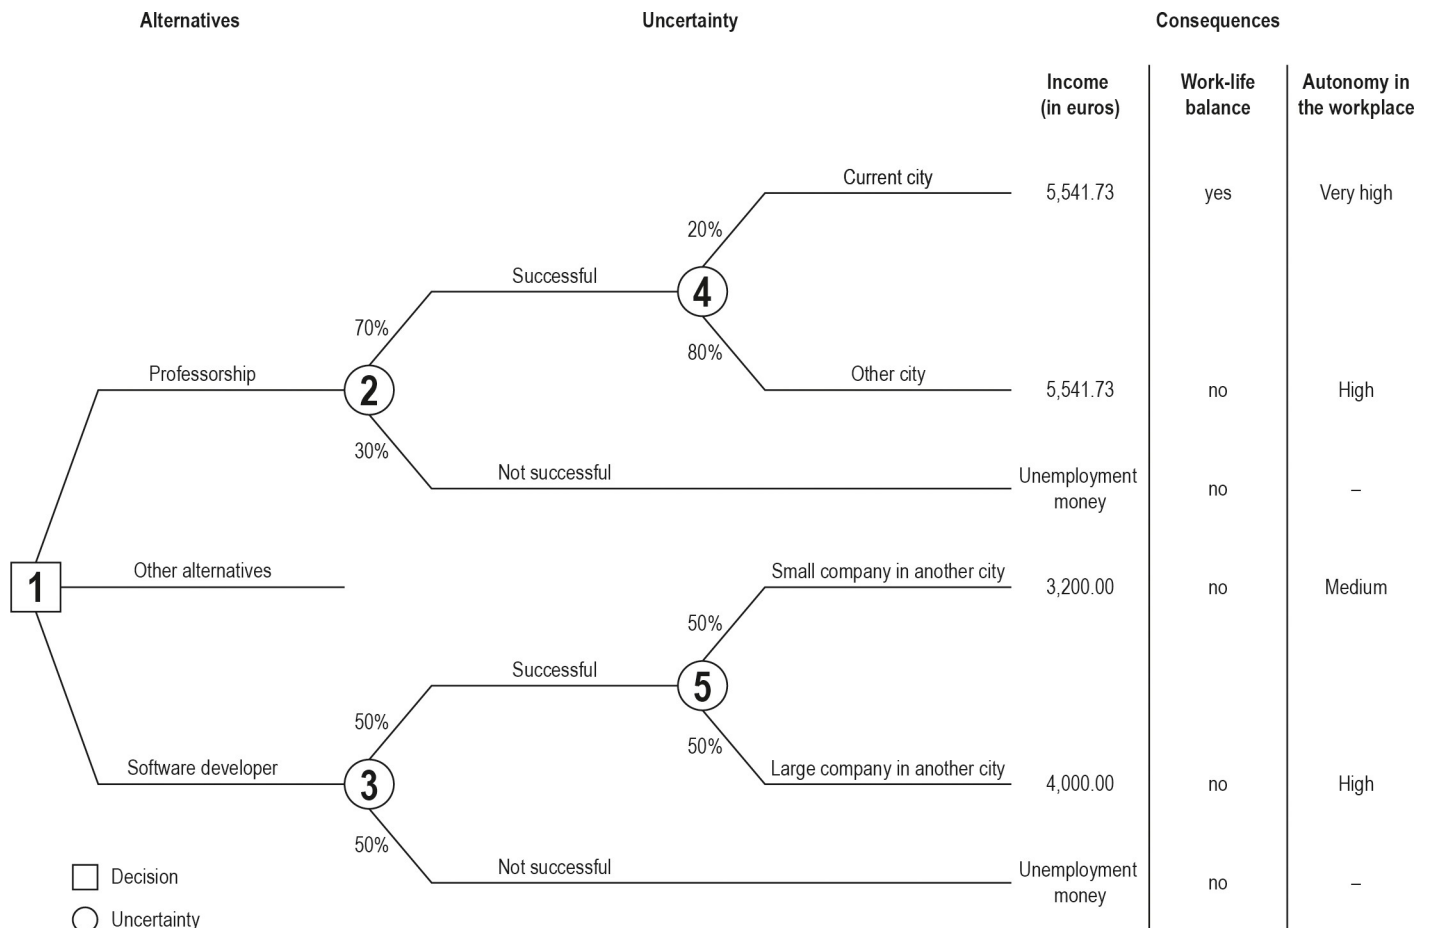 Alternatives
Uncertainty
Consequences
Income
(in euros)
Work-life
balance
Autonomy in
the workplace
Current city
5,541.73
yes
Very high
20%
Successful
4
70%
80%
Professorship
Other city
5,541.73
no
High
2
30%
Not successful
Unemployment
money
no
–
Other alternatives
1
Small company in another city
3,200.00
no
Medium
50%
Successful
5
50%
50%
Software developer
Large company in another city
4,000.00
no
High
3
50%
Not successful
Unemployment
money
no
–
Decision
Uncertainty